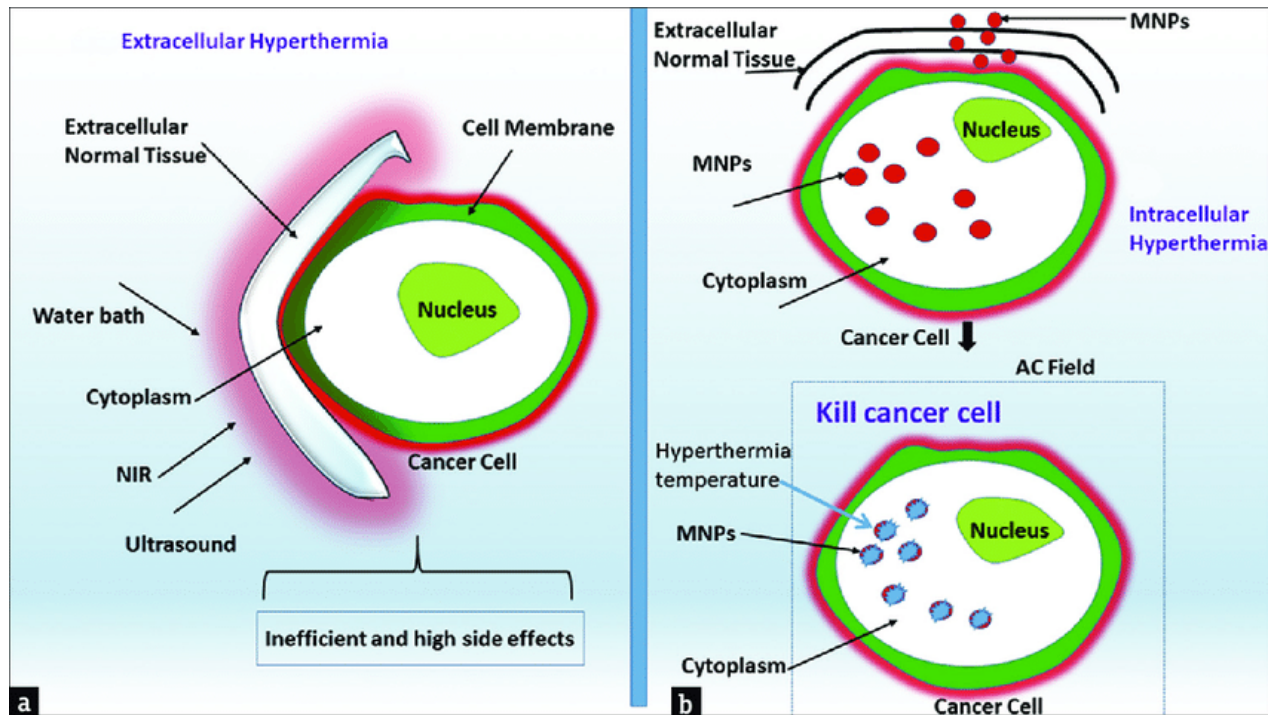 Extracellular Hyperthermia
Extracellular
Normal Tissue
Cell Membrane
Water bath
Nucleus
Cytoplasm
NIR
Cancer Cell
Ultrasound
Inefficient and high side effects
a
MNPs
Extracellular
Normal Tissue
Nucleus
MNPs
Intracellular
Hyperthermia
Cytoplasm
Cancer Cell
AC Field
Kill cancer cell
Hyperthermia
temperature
MNPs
Nucleus
Cytoplasm
Cancer Cell
b